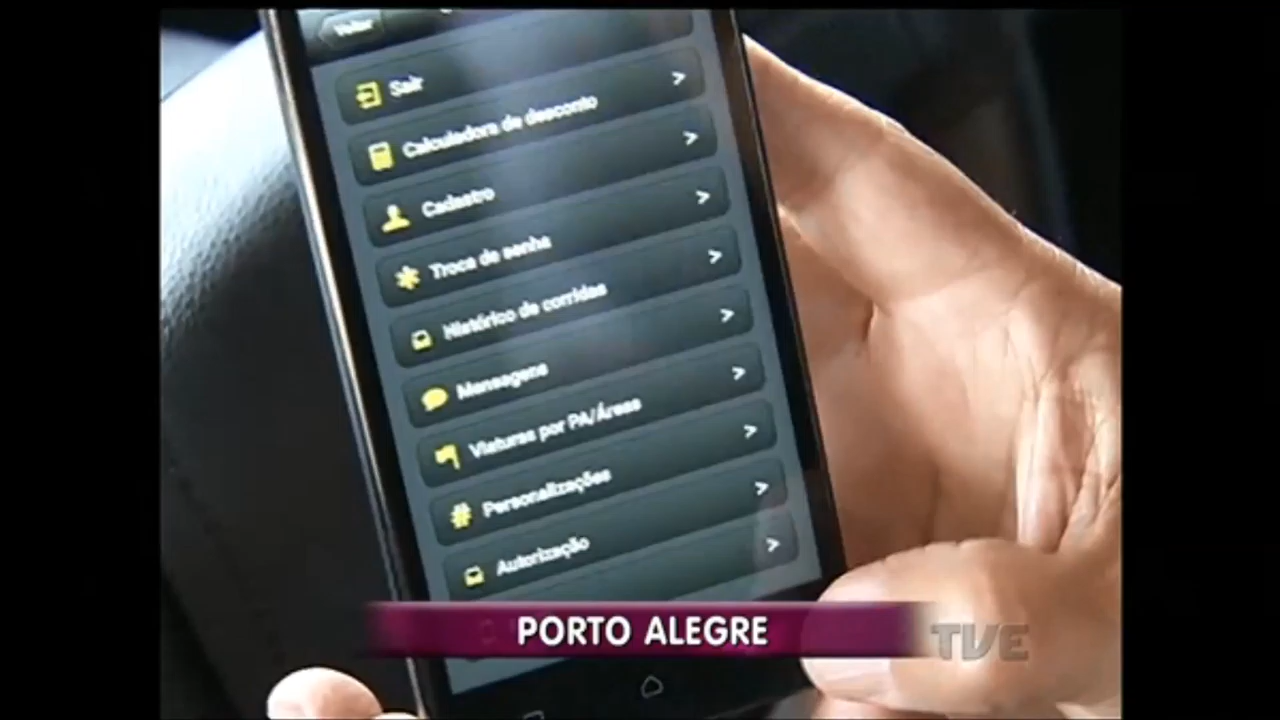 Voltar
Sair
Calculadora de desconto
Cadastro
Troca de senha
Histórico de corridas
Mensagens
Viaturas por PA/Áreas
Personalizações
Autorização
PORTO ALEGRE
TVE